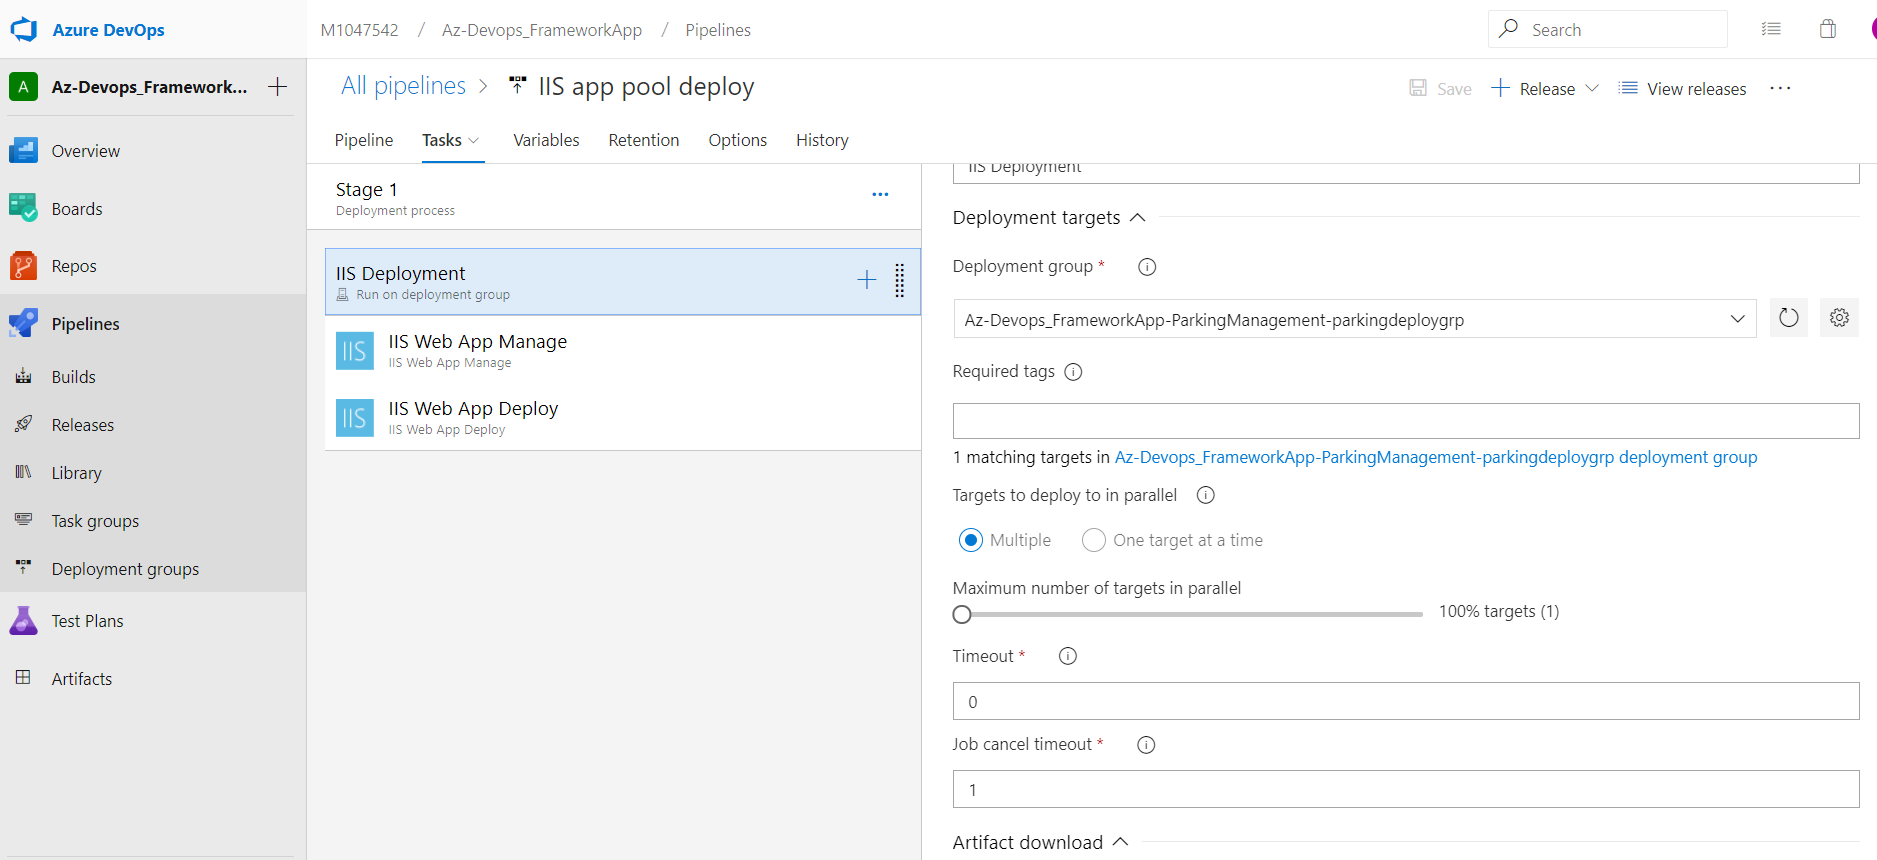 Azure DevOps
M1047542 / Az-Devops_FrameworkApp / Pipelines
Search
A Az-Devops_Framework... +
All pipelines > IIS app pool deploy
Save + Release View releases ...
Pipeline Tasks Variables Retention Options History
Overview
Boards
Repos
Pipelines
Builds
Releases
Library
Task groups
Deployment groups
Test Plans
Artifacts
Stage 1
Deployment process
IIS Deployment
Run on deployment group
IIS IIS Web App Manage
IIS Web App Manage
IIS IIS Web App Deploy
IIS Web App Deploy
IIS Deployment
Deployment targets
Deployment group *
Az-Devops_FrameworkApp-ParkingManagement-parkingdeploygrp
Required tags
1 matching targets in Az-Devops_FrameworkApp-ParkingManagement-parkingdeploygrp deployment group
Targets to deploy to in parallel
Multiple One target at a time
Maximum number of targets in parallel
100% targets (1)
Timeout *
0
Job cancel timeout *
1
Artifact download